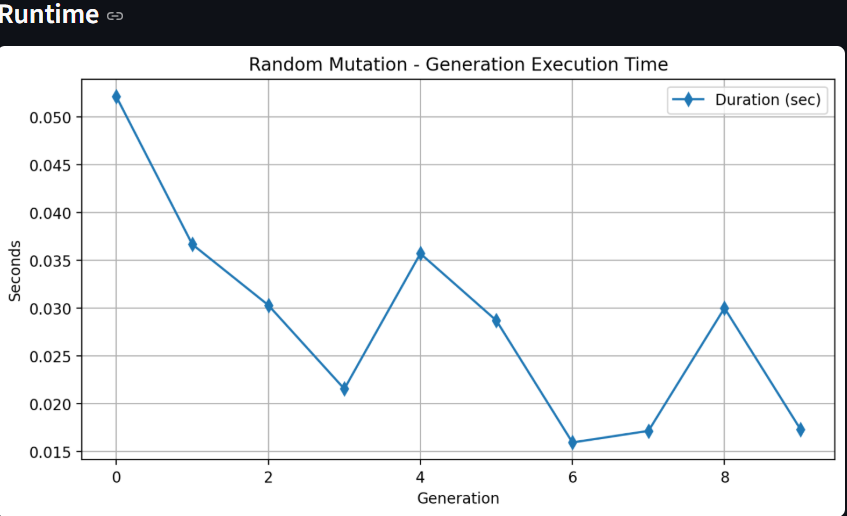 Runtime
Random Mutation - Generation Execution Time
Duration (sec)
0.050
0.045
0.040
0.035
0.030
0.025
0.020
0.015
Seconds
0 2 4 6 8
Generation